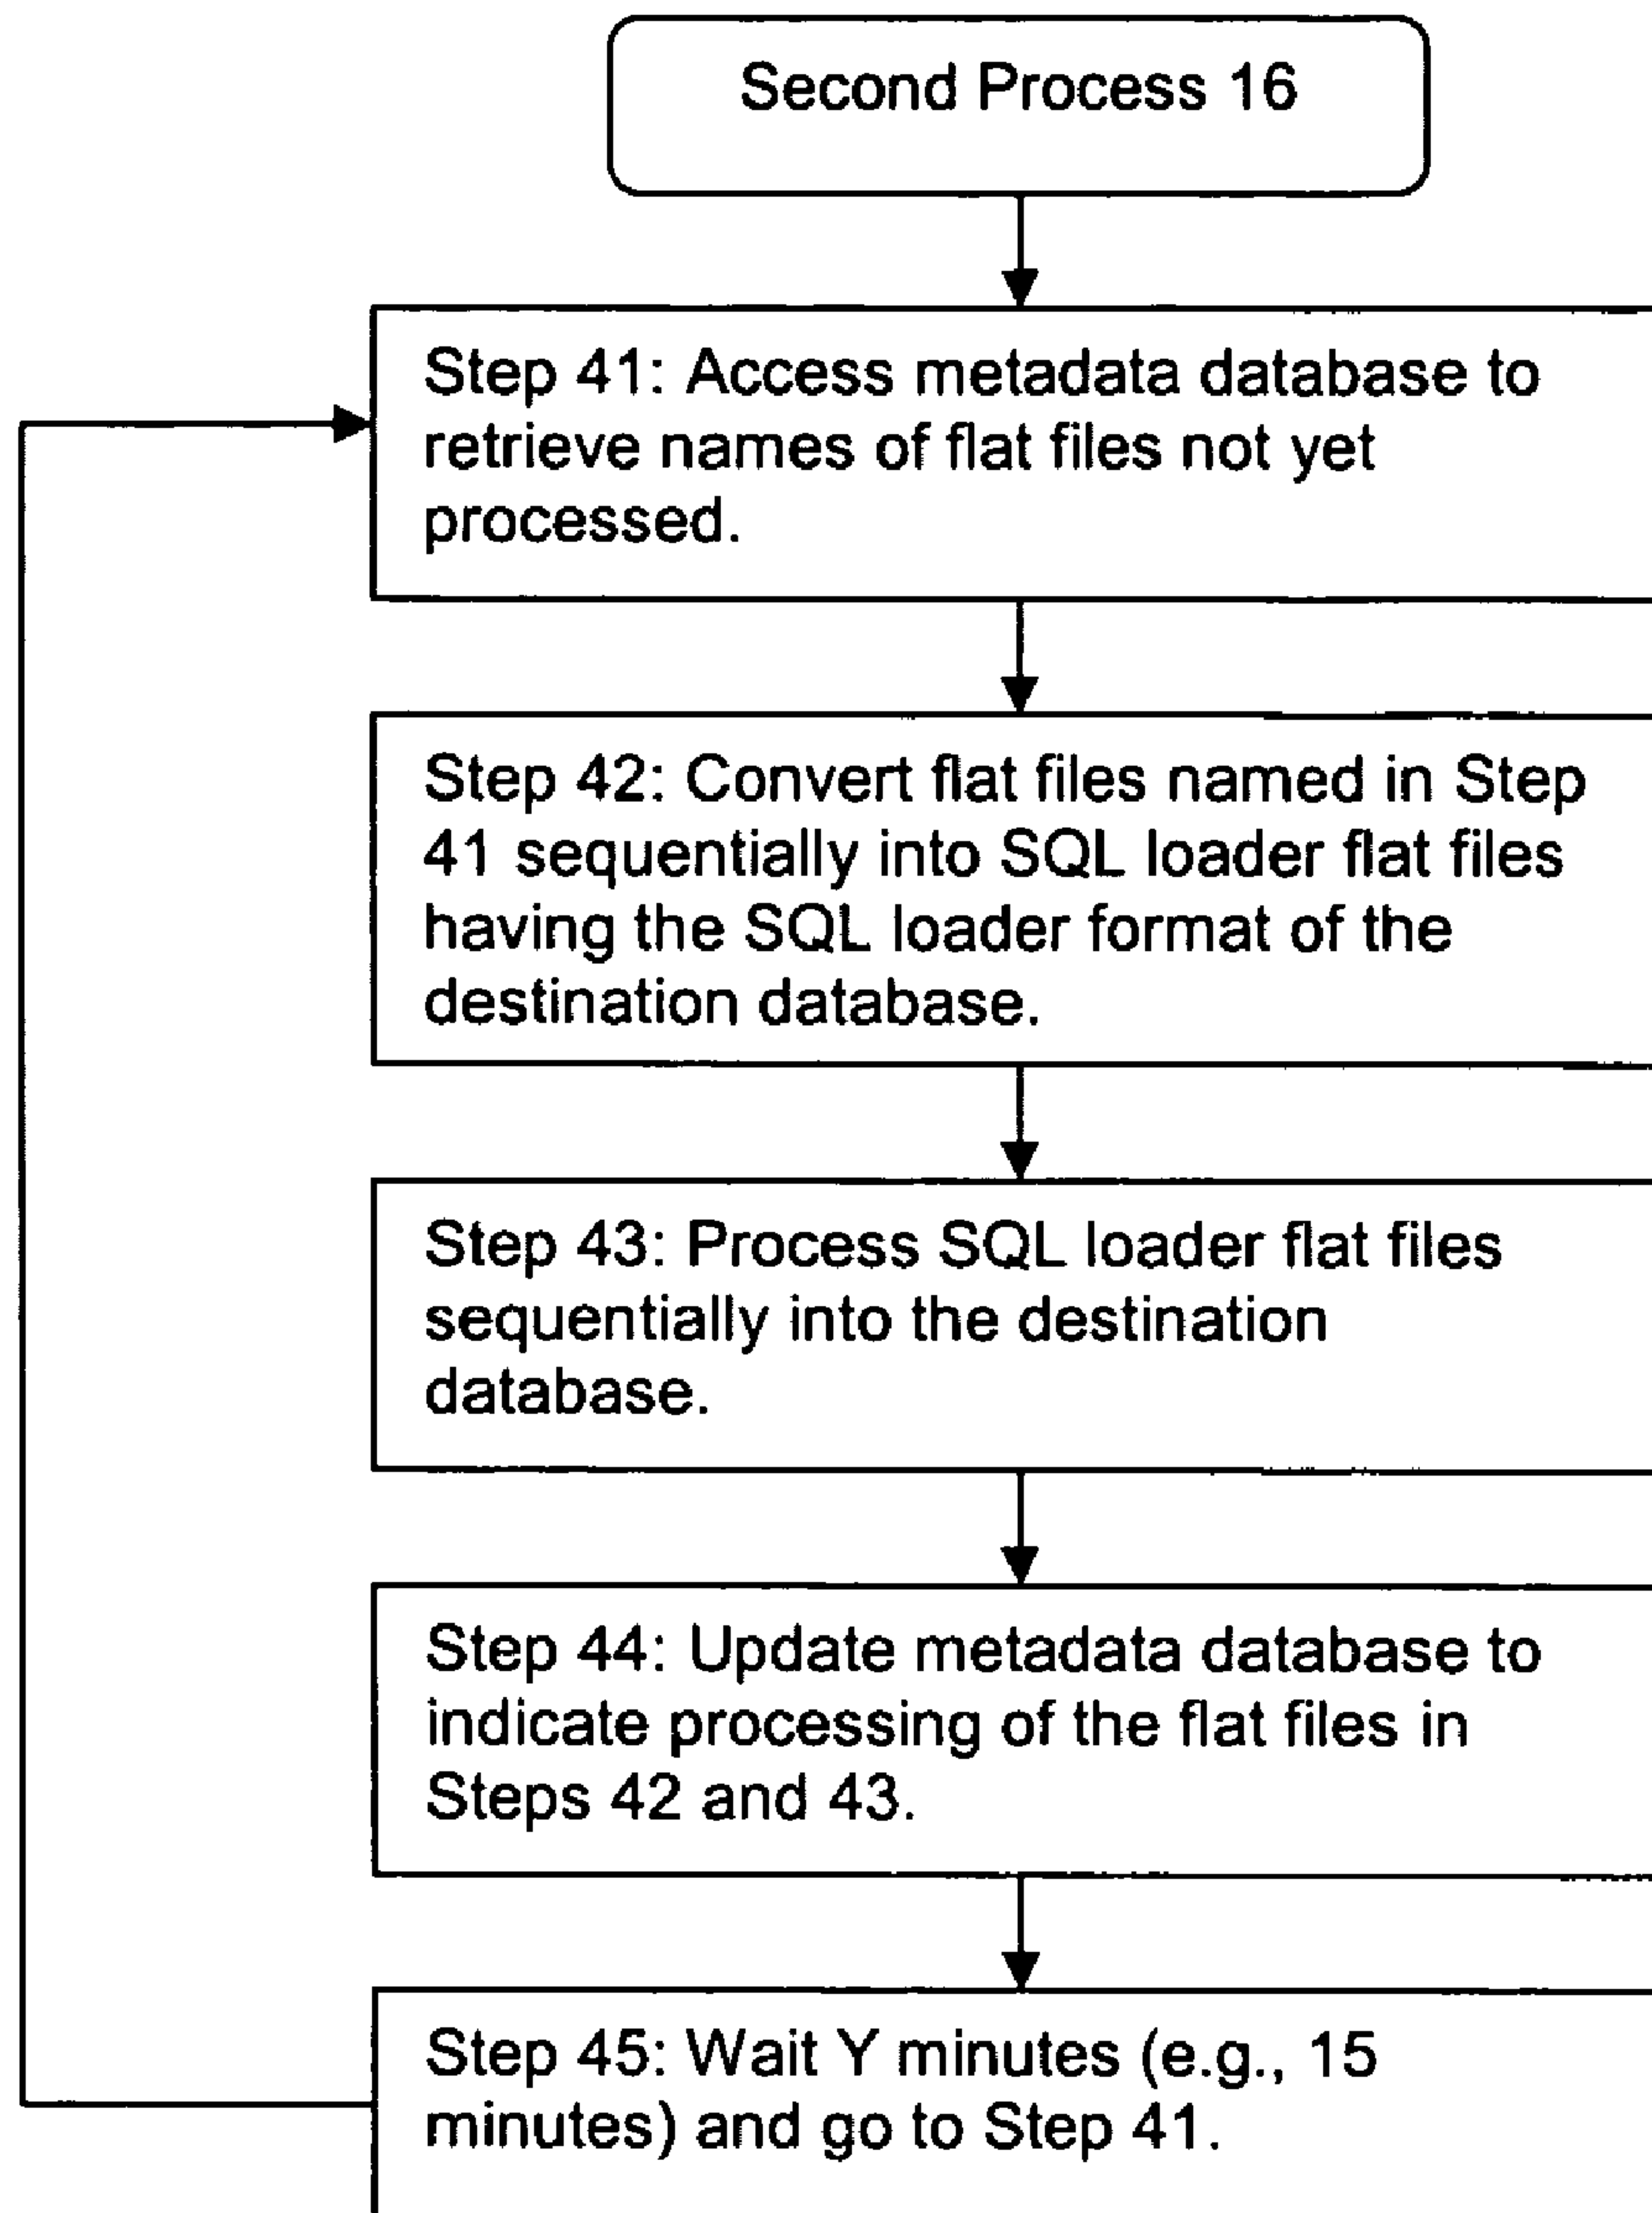 Second Process 16
Step 41: Access metadata database to
retrieve names of flat files not yet
processed.
Step 42: Convert flat files named in Step
41 sequentially into SQL loader flat files
having the SQL loader format of the
destination database.
Step 43: Process SQL loader flat files
sequentially into the destination
database.
Step 44: Update metadata database to
indicate processing of the flat files in
Steps 42 and 43.
Step 45: Wait Y minutes (e.g., 15
minutes) and go to Step 41.